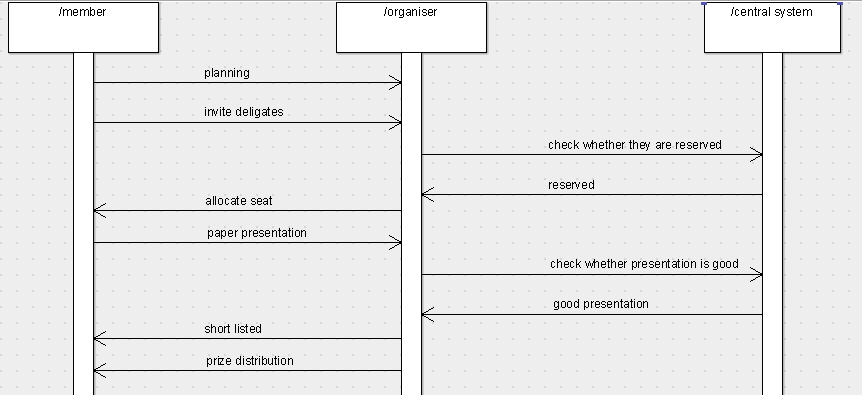 /member
/organiser
/central system
planning
invite deligates
check whether they are reserved
reserved
allocate seat
paper presentation
check whether presentation is good
good presentation
short listed
prize distribution